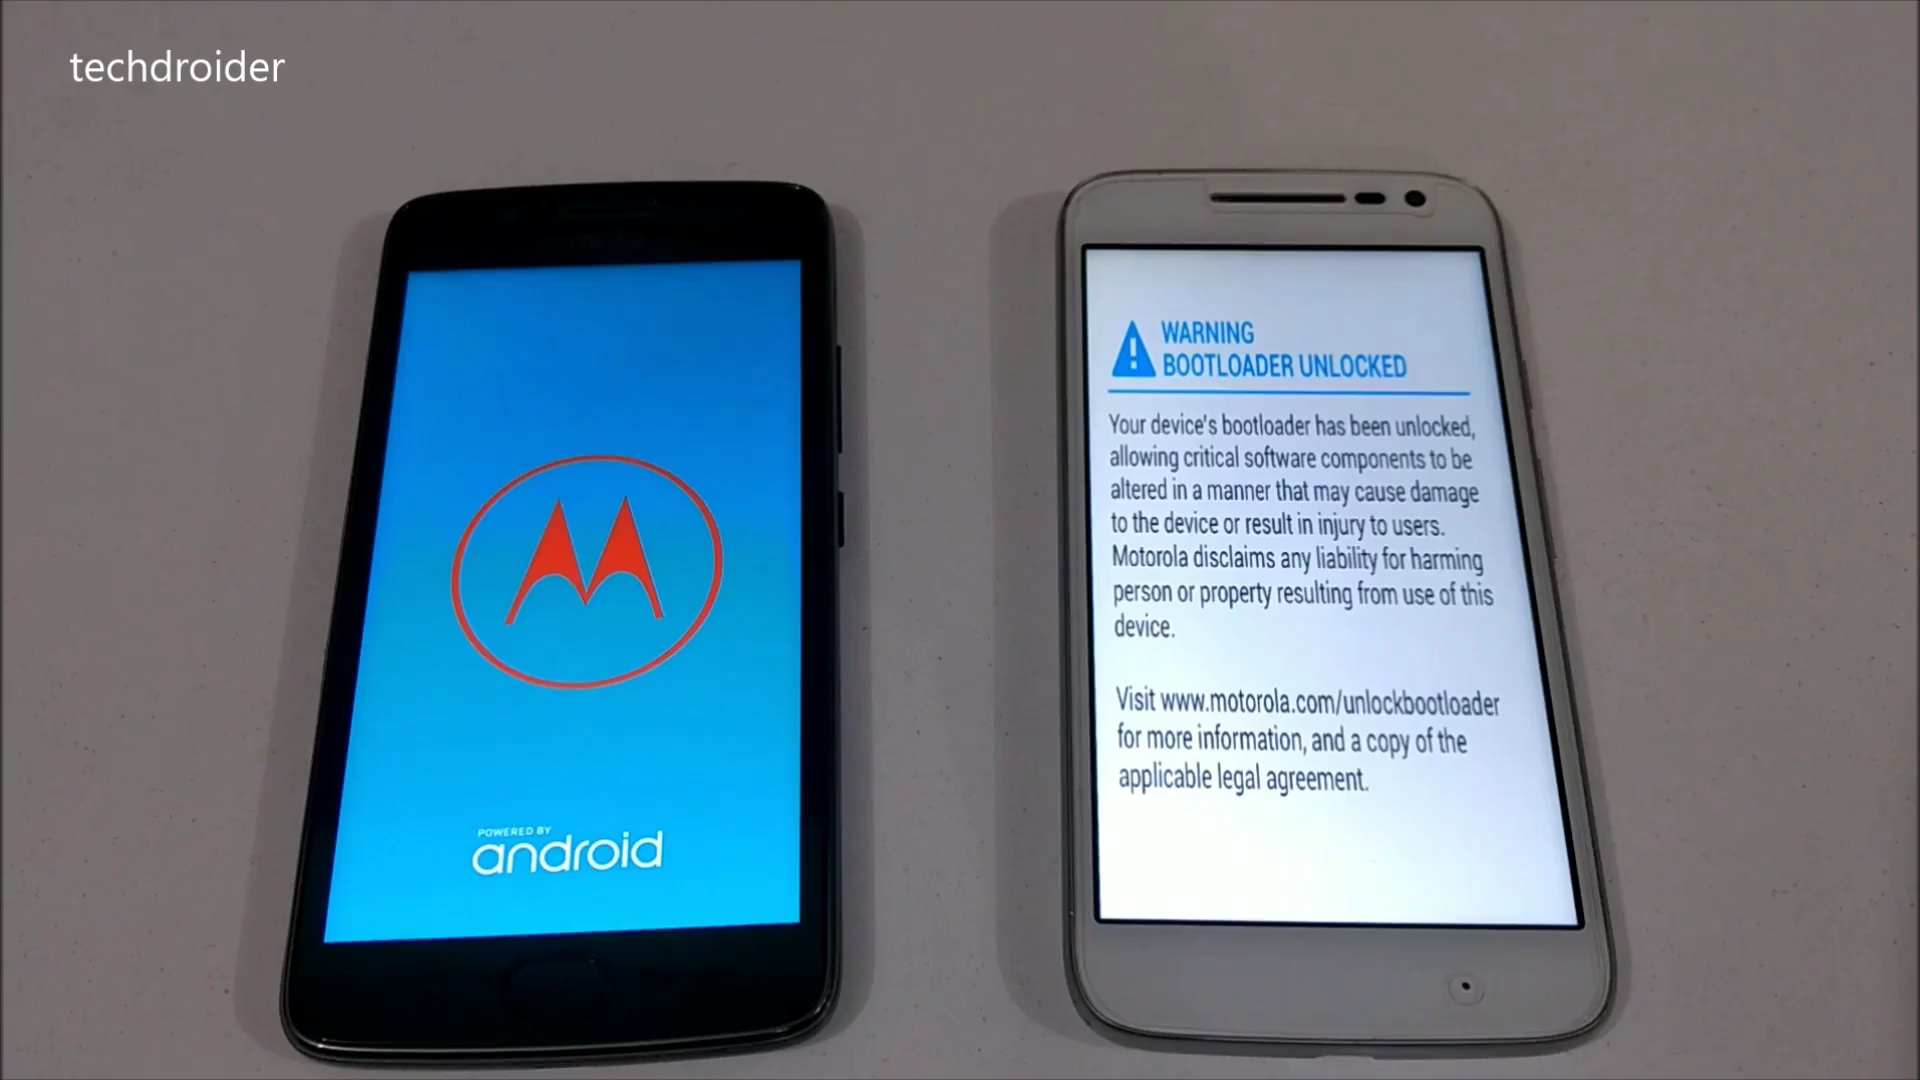 techdroider
POWERED BY
android
WARNING
BOOTLOADER UNLOCKED
Your device's bootloader has been unlocked,
allowing critical software components to be
altered in a manner that may cause damage
to the device or result in injury to users.
Motorola disclaims any liability for harming
person or property resulting from use of this
device.
Visit www.motorola.com/unlockbootloader
for more information, and a copy of the
applicable legal agreement.